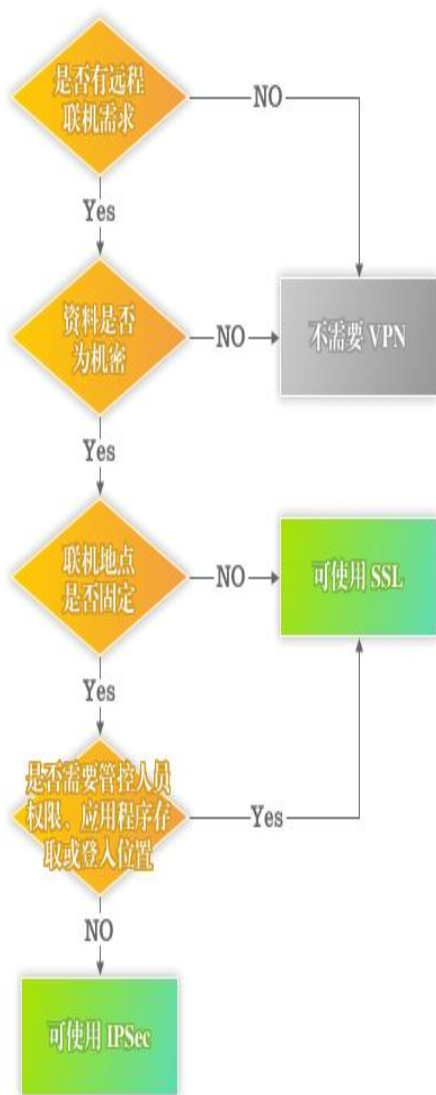 是否有远程
联机需求
NO
Yes
资料是否
为机密
NO
不需要 VPN
Yes
联机地点
是否固定
NO
可使用 SSL
Yes
是否需要管控人员
权限、应用程序存
取或登入位置
Yes
NO
可使用 IPSec